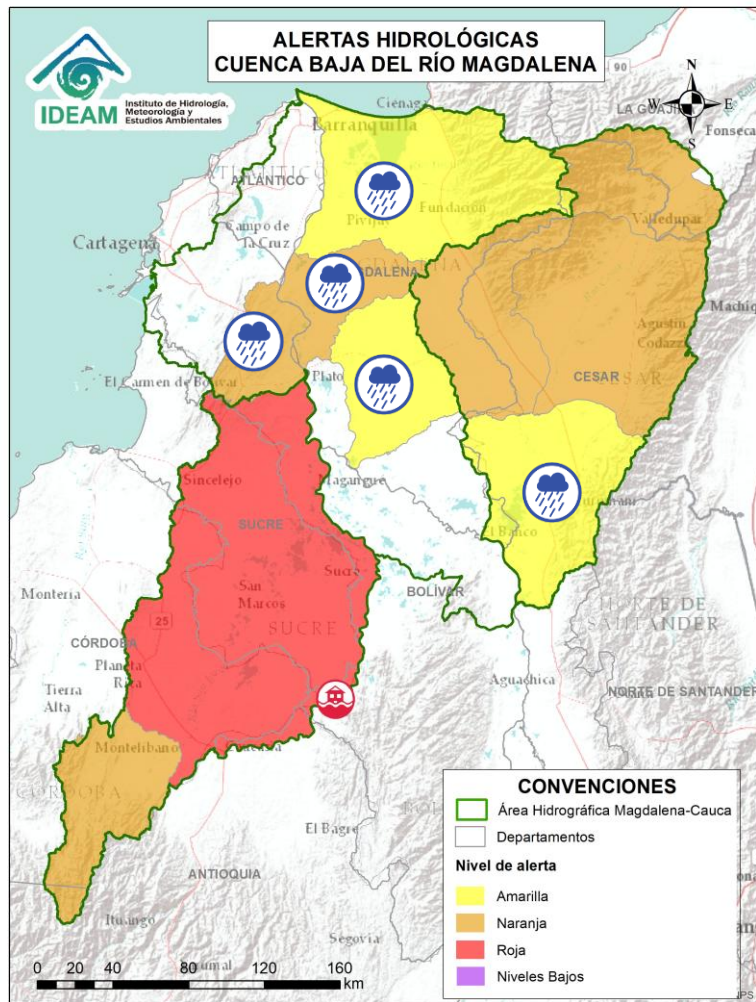 ALERTAS HIDROLÓGICAS
CUENCA BAJA DEL RÍO MAGDALENA
IDEAM
Instituto de Hidrología,
Meteorología y
Estudios Ambientales
N
W
E
S
90
LA GUAJI
Fonseca
Ciénaga
Barranquilla
ATLÁNTICO
Cartagena
Campo de
la Cruz
Fundación
Valledupar
DALENA
Agustín
Codazzi
CESAR
El Carmen de Bolívar
Plato
Sincelejo
Magangue
SUCRE
El Banco
San
Marcos
Sucre
SUCRE
BOLÍVAR
Montería
25
CÓRDOBA
Planeta
Rica
Tierra
Alta
NORTE DE
SANTANDER
Aguachica
NORTE DE SANTANDER
Montelíbano
El Bagre
ANTIOQUIA
Ituango
Segovia
CONVENCIONES
Área Hidrográfica Magdalena-Cauca
Departamentos
Nivel de alerta
Amarilla
Naranja
Roja
Niveles Bajos
0 20 40 80 120 160
km